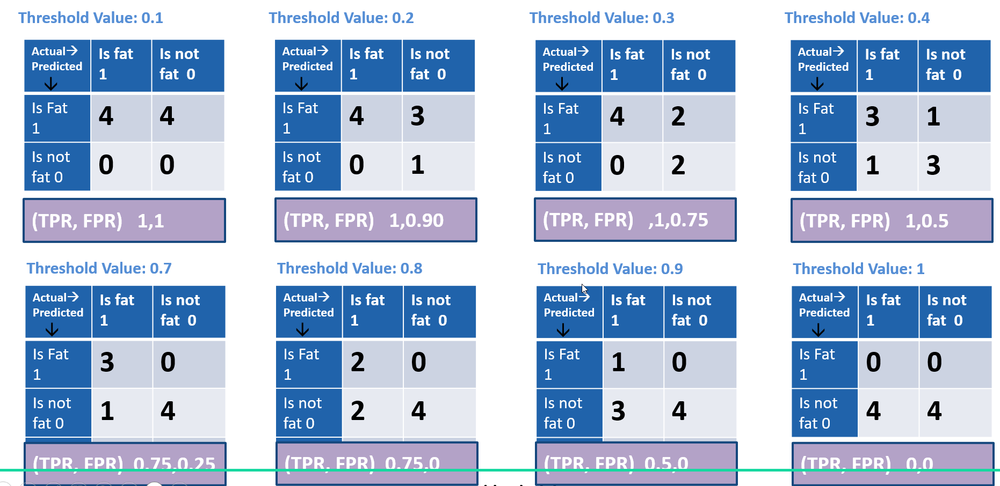 Threshold Value: 0.1
Threshold Value: 0.2
Threshold Value: 0.3
Threshold Value: 0.4
Actual→ Is fat Is not
Predicted 1 fat 0
Is Fat 4 4
1
Is not 0 0
fat 0
(TPR, FPR) 1,1
Actual→ Is fat Is not
Predicted 1 fat 0
Is Fat 4 3
1
Is not 0 1
fat 0
(TPR, FPR) 1,0.90
Actual→ Is fat Is not
Predicted 1 fat 0
Is Fat 4 2
1
Is not 0 2
fat 0
(TPR, FPR) ,1,0.75
Actual→ Is fat Is not
Predicted 1 fat 0
Is Fat 3 1
1
Is not 1 3
fat 0
(TPR, FPR) 1,0.5
Threshold Value: 0.7
Threshold Value: 0.8
Threshold Value: 0.9
Threshold Value: 1
Actual→ Is fat Is not
Predicted 1 fat 0
Is Fat 3 0
1
Is not 1 4
fat 0
(TPR, FPR) 0.75,0.25
Actual→ Is fat Is not
Predicted 1 fat 0
Is Fat 2 0
1
Is not 2 4
fat 0
(TPR, FPR) 0.75,0
Actual→ Is fat Is not
Predicted 1 fat 0
Is Fat 1 0
1
Is not 3 4
fat 0
(TPR, FPR) 0.5,0
Actual→ Is fat Is not
Predicted 1 fat 0
Is Fat 0 0
1
Is not 4 4
fat 0
(TPR, FPR) 0,0